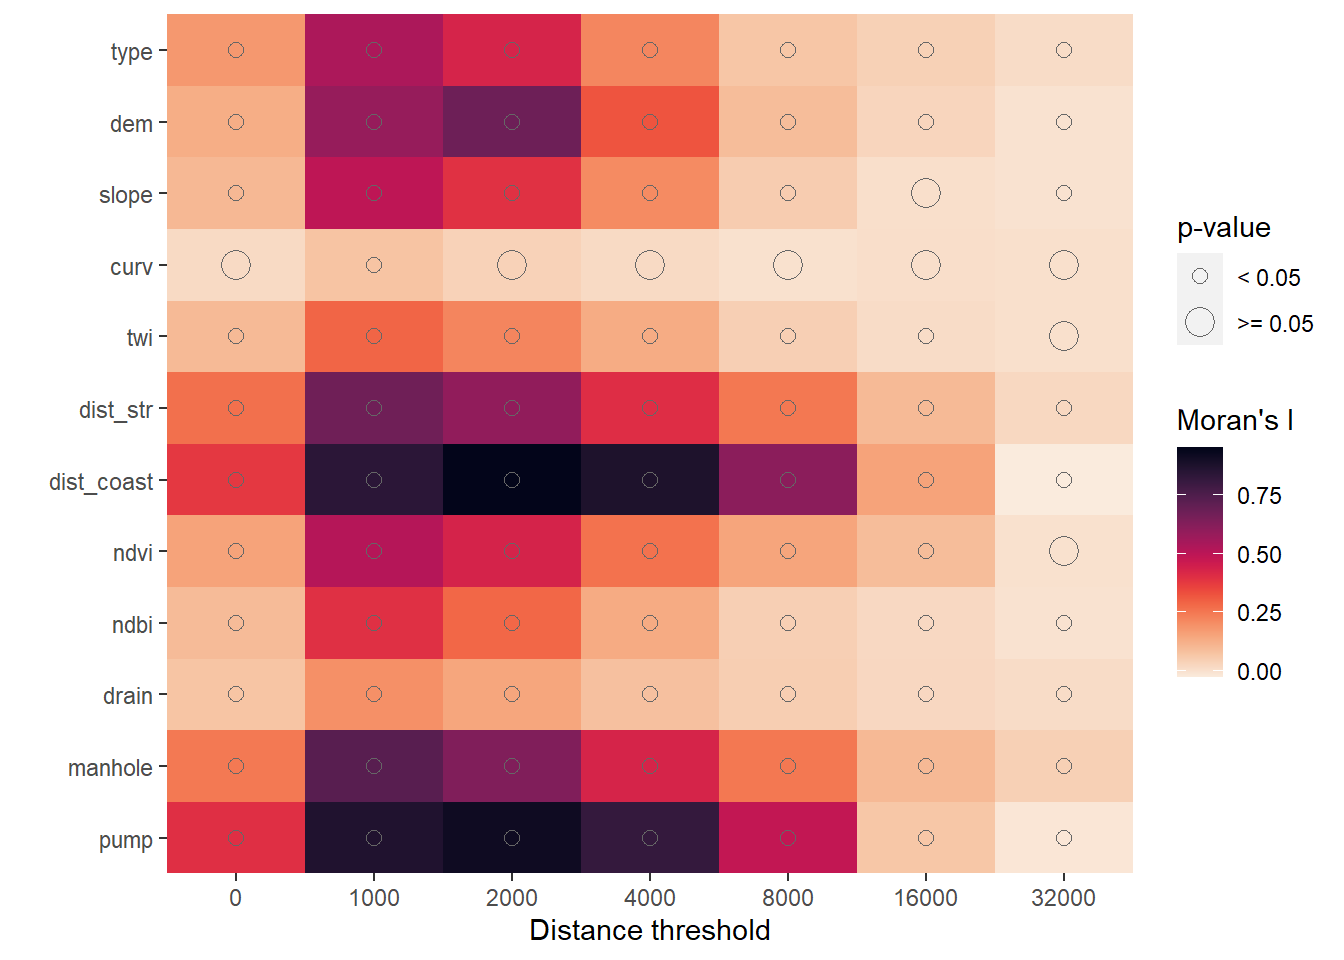 type
dem
slope
curv
twi
dist_str
dist_coast
ndvi
ndbi
drain
manhole
pump
0 1000 2000 4000 8000 16000 32000
Distance threshold
p-value
< 0.05
>= 0.05
Moran's I
0.75
0.50
0.25
0.00